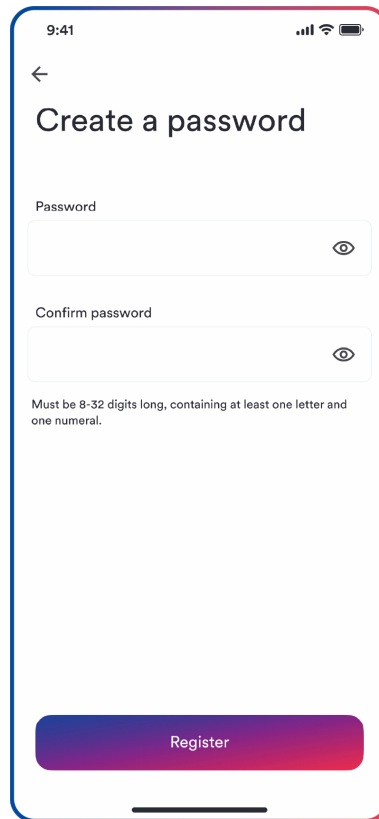 9:41
Create a password
Password
Confirm password
Must be 8-32 digits long, containing at least one letter and
one numeral.
Register